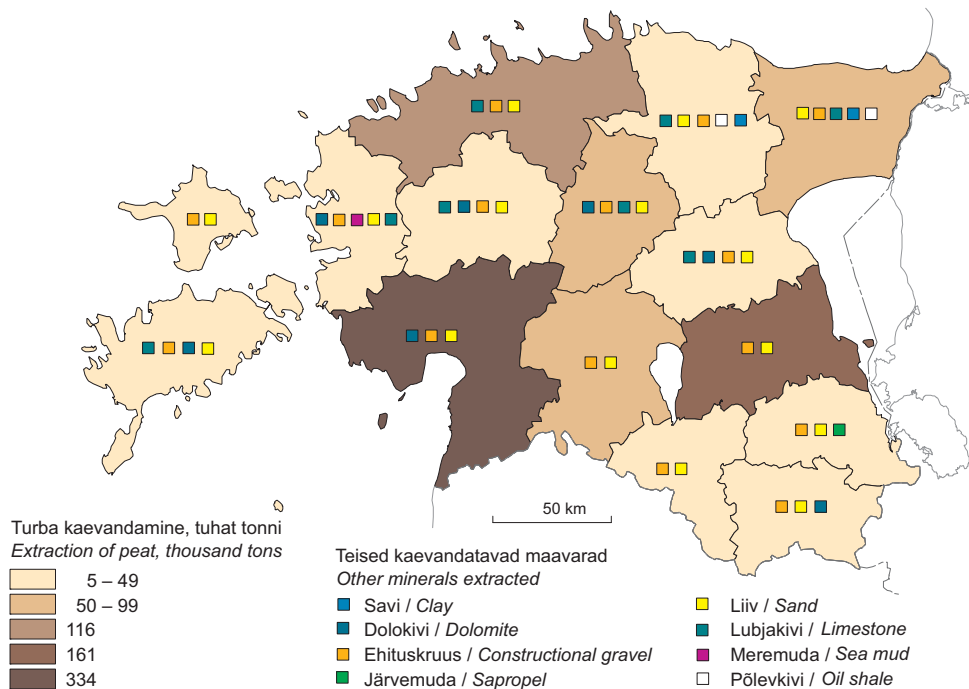 50 km
Turba kaevandamine, tuhat tonni
Extraction of peat, thousand tons
5 – 49
50 – 99
116
161
334
Teised kaevandatavad maavarad
Other minerals extracted
Savi / Clay
Dolokivi / Dolomite
Ehituskruus / Constructional gravel
Järvemuda / Sapropel
Liiv / Sand
Lubjakivi / Limestone
Meremuda / Sea mud
Põlevkivi / Oil shale